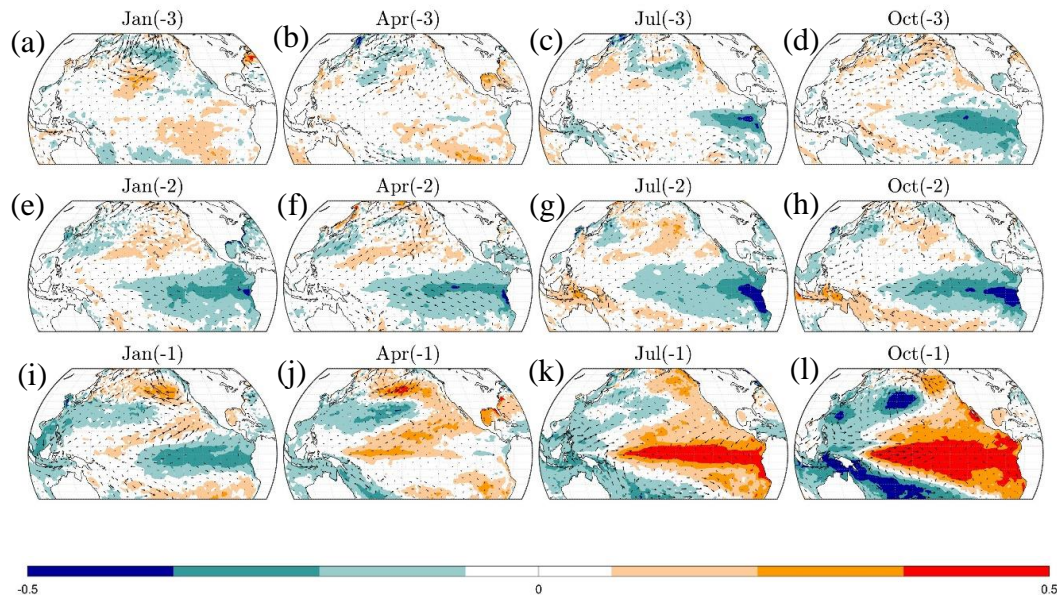 Jan(-3) Apr(-3) Jul(-3) Oct(-3)
(a) (b) (c) (d)
Jan(-2) Apr(-2) Jul(-2) Oct(-2)
(e) (f) (g) (h)
Jan(-1) Apr(-1) Jul(-1) Oct(-1)
(i) (j) (k) (l)
-0.5 0 0.5